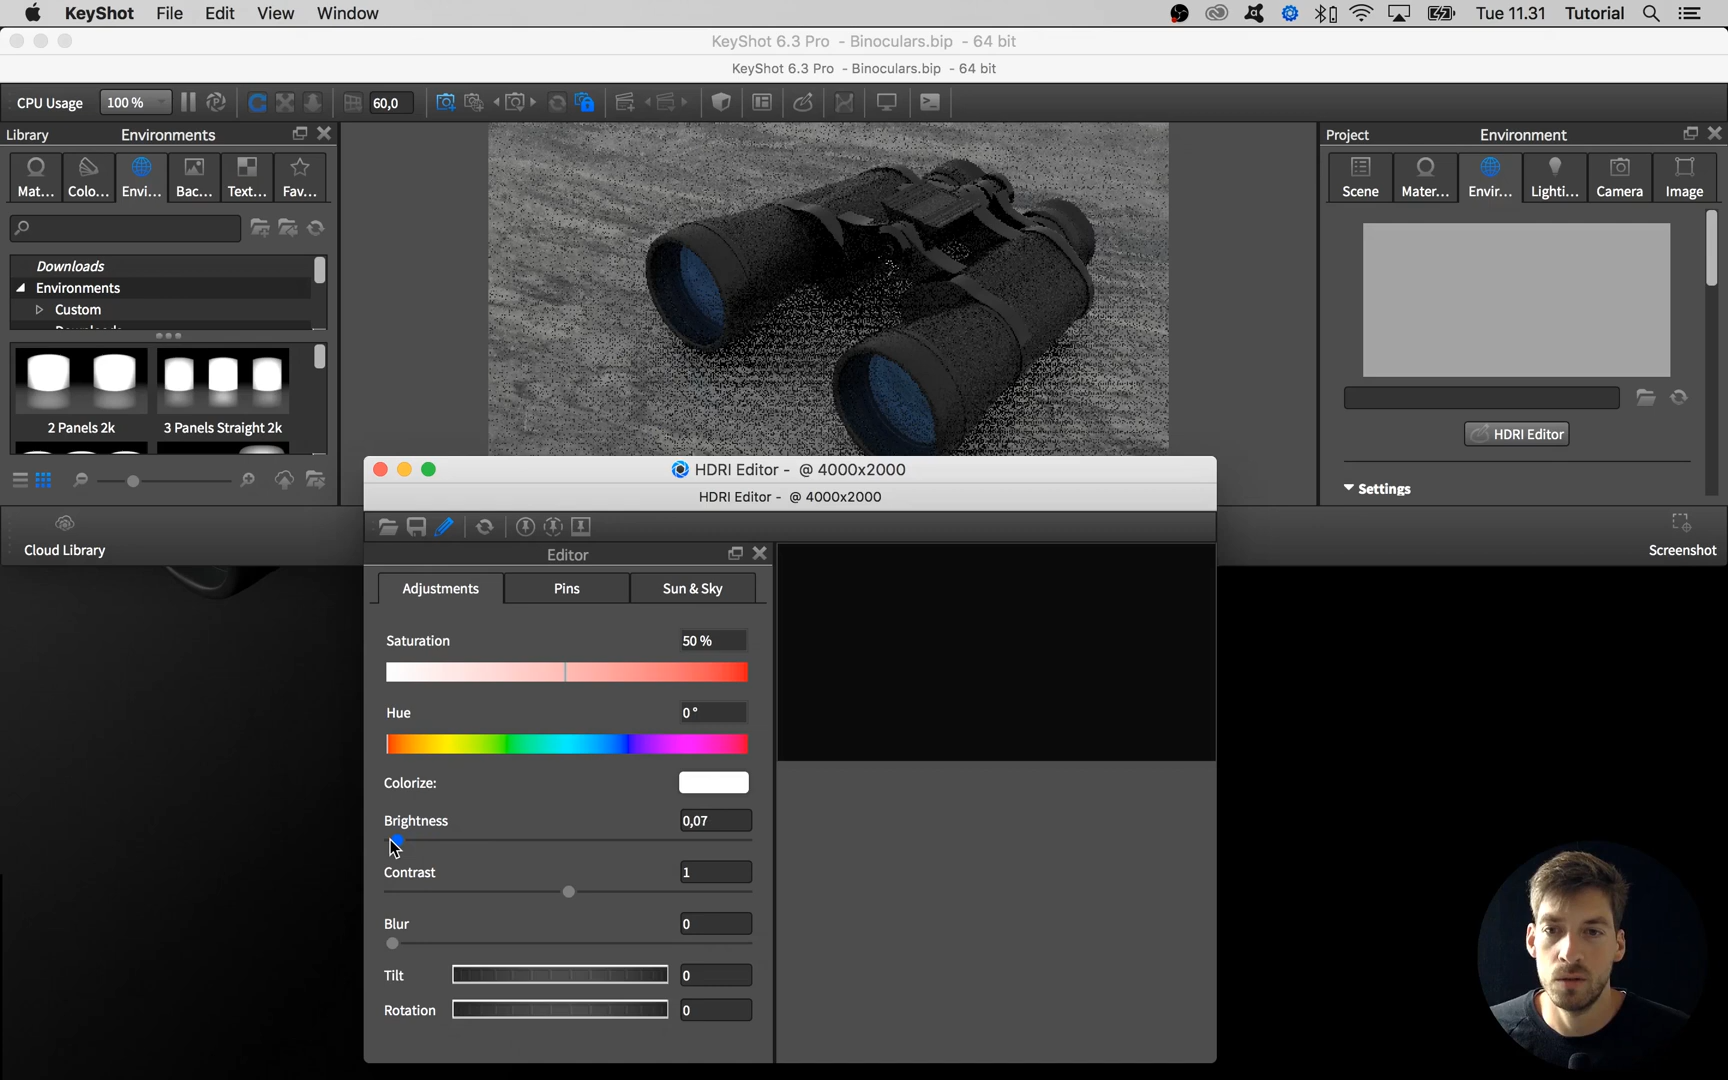 KeyShot File Edit View Window Tue 11.31 Tutorial
KeyShot 6.3 Pro - Binoculars.bip - 64 bit
KeyShot 6.3 Pro - Binoculars.bip - 64 bit
CPU Usage 100 % 60,0
Library Environments
Mat... Colo... Envi... Bac... Text... Fav...
Downloads
Environments
Custom
2 Panels 2k 3 Panels Straight 2k
Cloud Library
Project Environment
Scene Mater... Envir... Lighti... Camera Image
HDRI Editor
Settings
Screenshot
HDRI Editor - @ 4000x2000
HDRI Editor - @ 4000x2000
Editor
Adjustments Pins Sun & Sky
Saturation 50 %
Hue 0 °
Colorize:
Brightness 0,07
Contrast 1
Blur 0
Tilt 0
Rotation 0